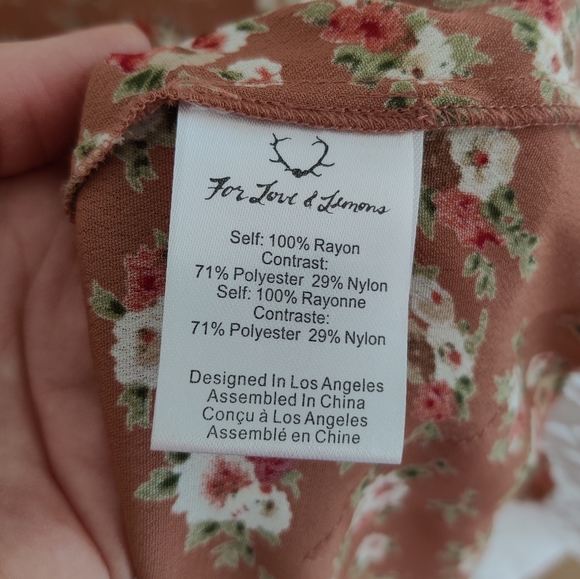 For Love & Lemons
Self: 100% Rayon
Contrast:
71% Polyester 29% Nylon
Self: 100% Rayonne
Contraste:
71% Polyester 29% Nylon
Designed In Los Angeles
Assembled In China
Conçu à Los Angeles
Assemblé en Chine